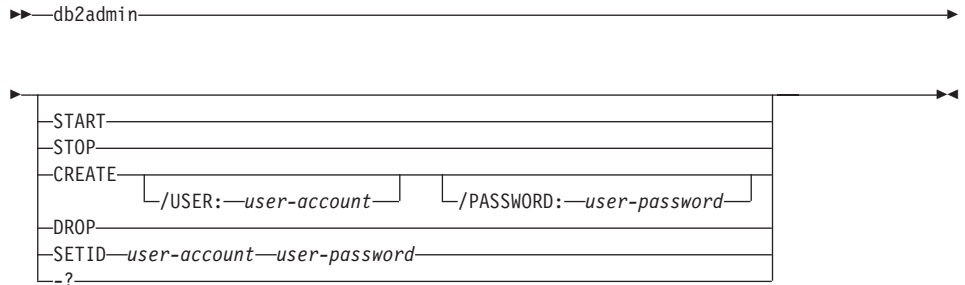 db2admin
START
STOP
CREATE
/USER: user-account /PASSWORD: user-password
DROP
SETID user-account user-password
-?